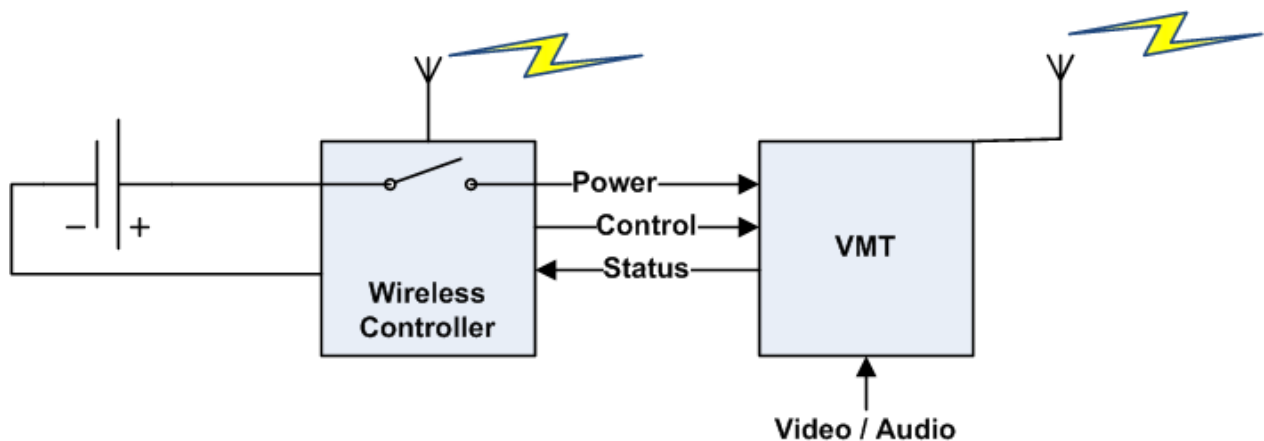 Power
Control
Status
– +
Wireless
Controller
VMT
Video / Audio